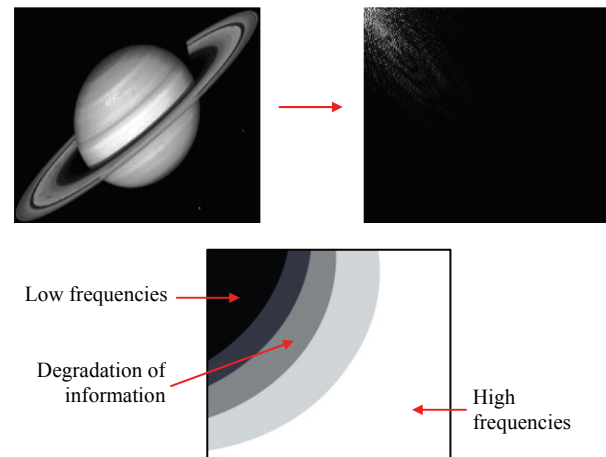 Low frequencies
Degradation of
information
High
frequencies